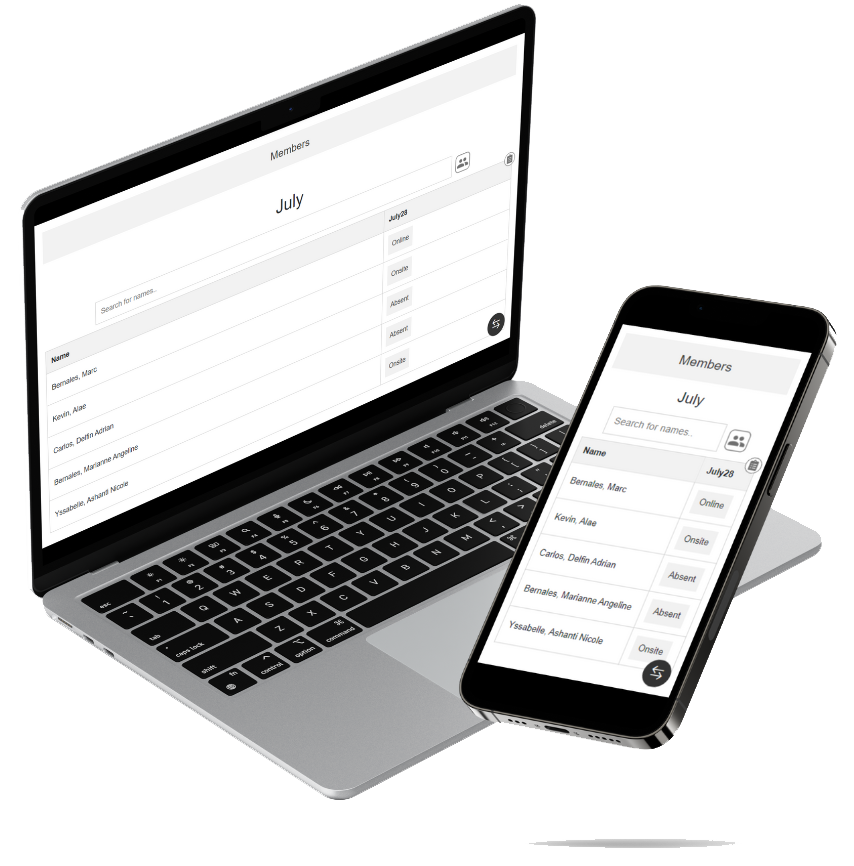 Members
July
Search for names..
Name July28
Bernales, Marc Online
Kevin, Alae Onsite
Carlos, Delfin Adrian Absent
Bernales, Marianne Angeline Absent
Yssabelle, Ashanti Nicole Onsite
esc
delete
tab Q W E R T Y U I O P
caps lock A S D F G H J K L
shift Z X C V B N M
fn control option command
Members
July
Search for names..
Name July28
Bernales, Marc Online
Kevin, Alae Onsite
Carlos, Delfin Adrian Absent
Bernales, Marianne Angeline Absent
Yssabelle, Ashanti Nicole Onsite